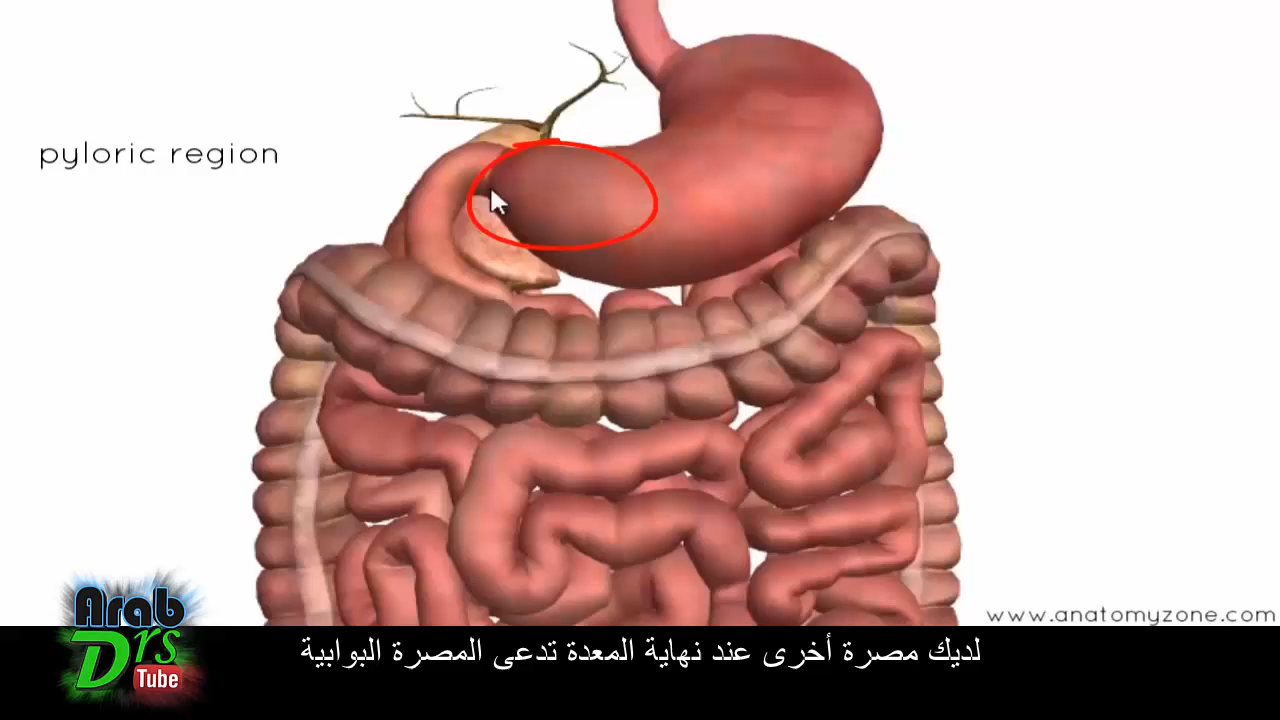 pyloric region
www.anatomyzone.com
Arab
Drs
Tube
لديك مصرة أخرى عند نهاية المعدة تدعى المصرة البوابية